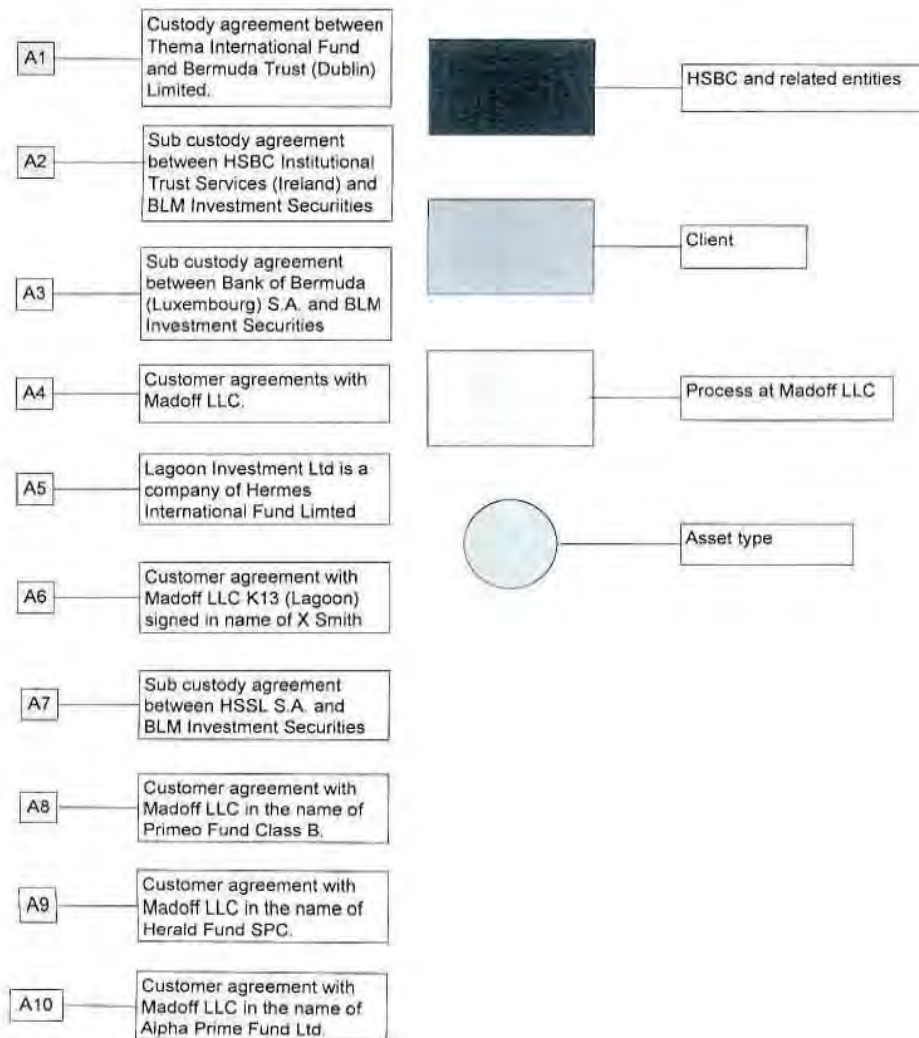 A1
Custody agreement between
Thema International Fund
and Bermuda Trust (Dublin)
Limited.
A2
Sub custody agreement
between HSBC Institutional
Trust Services (Ireland) and
BLM Investment Securiities
A3
Sub custody agreement
between Bank of Bermuda
(Luxembourg) S.A. and BLM
Investment Securities
A4
Customer agreements with
Madoff LLC.
A5
Lagoon Investment Ltd is a
company of Hermes
International Fund Limted
A6
Customer agreement with
Madoff LLC K13 (Lagoon)
signed in name of X Smith
A7
Sub custody agreement
between HSSL S.A. and
BLM Investment Securities
A8
Customer agreement with
Madoff LLC in the name of
Primeo Fund Class B.
A9
Customer agreement with
Madoff LLC in the name of
Herald Fund SPC.
A10
Customer agreement with
Madoff LLC in the name of
Alpha Prime Fund Ltd.
HSBC and related entities
Client
Process at Madoff LLC
Asset type